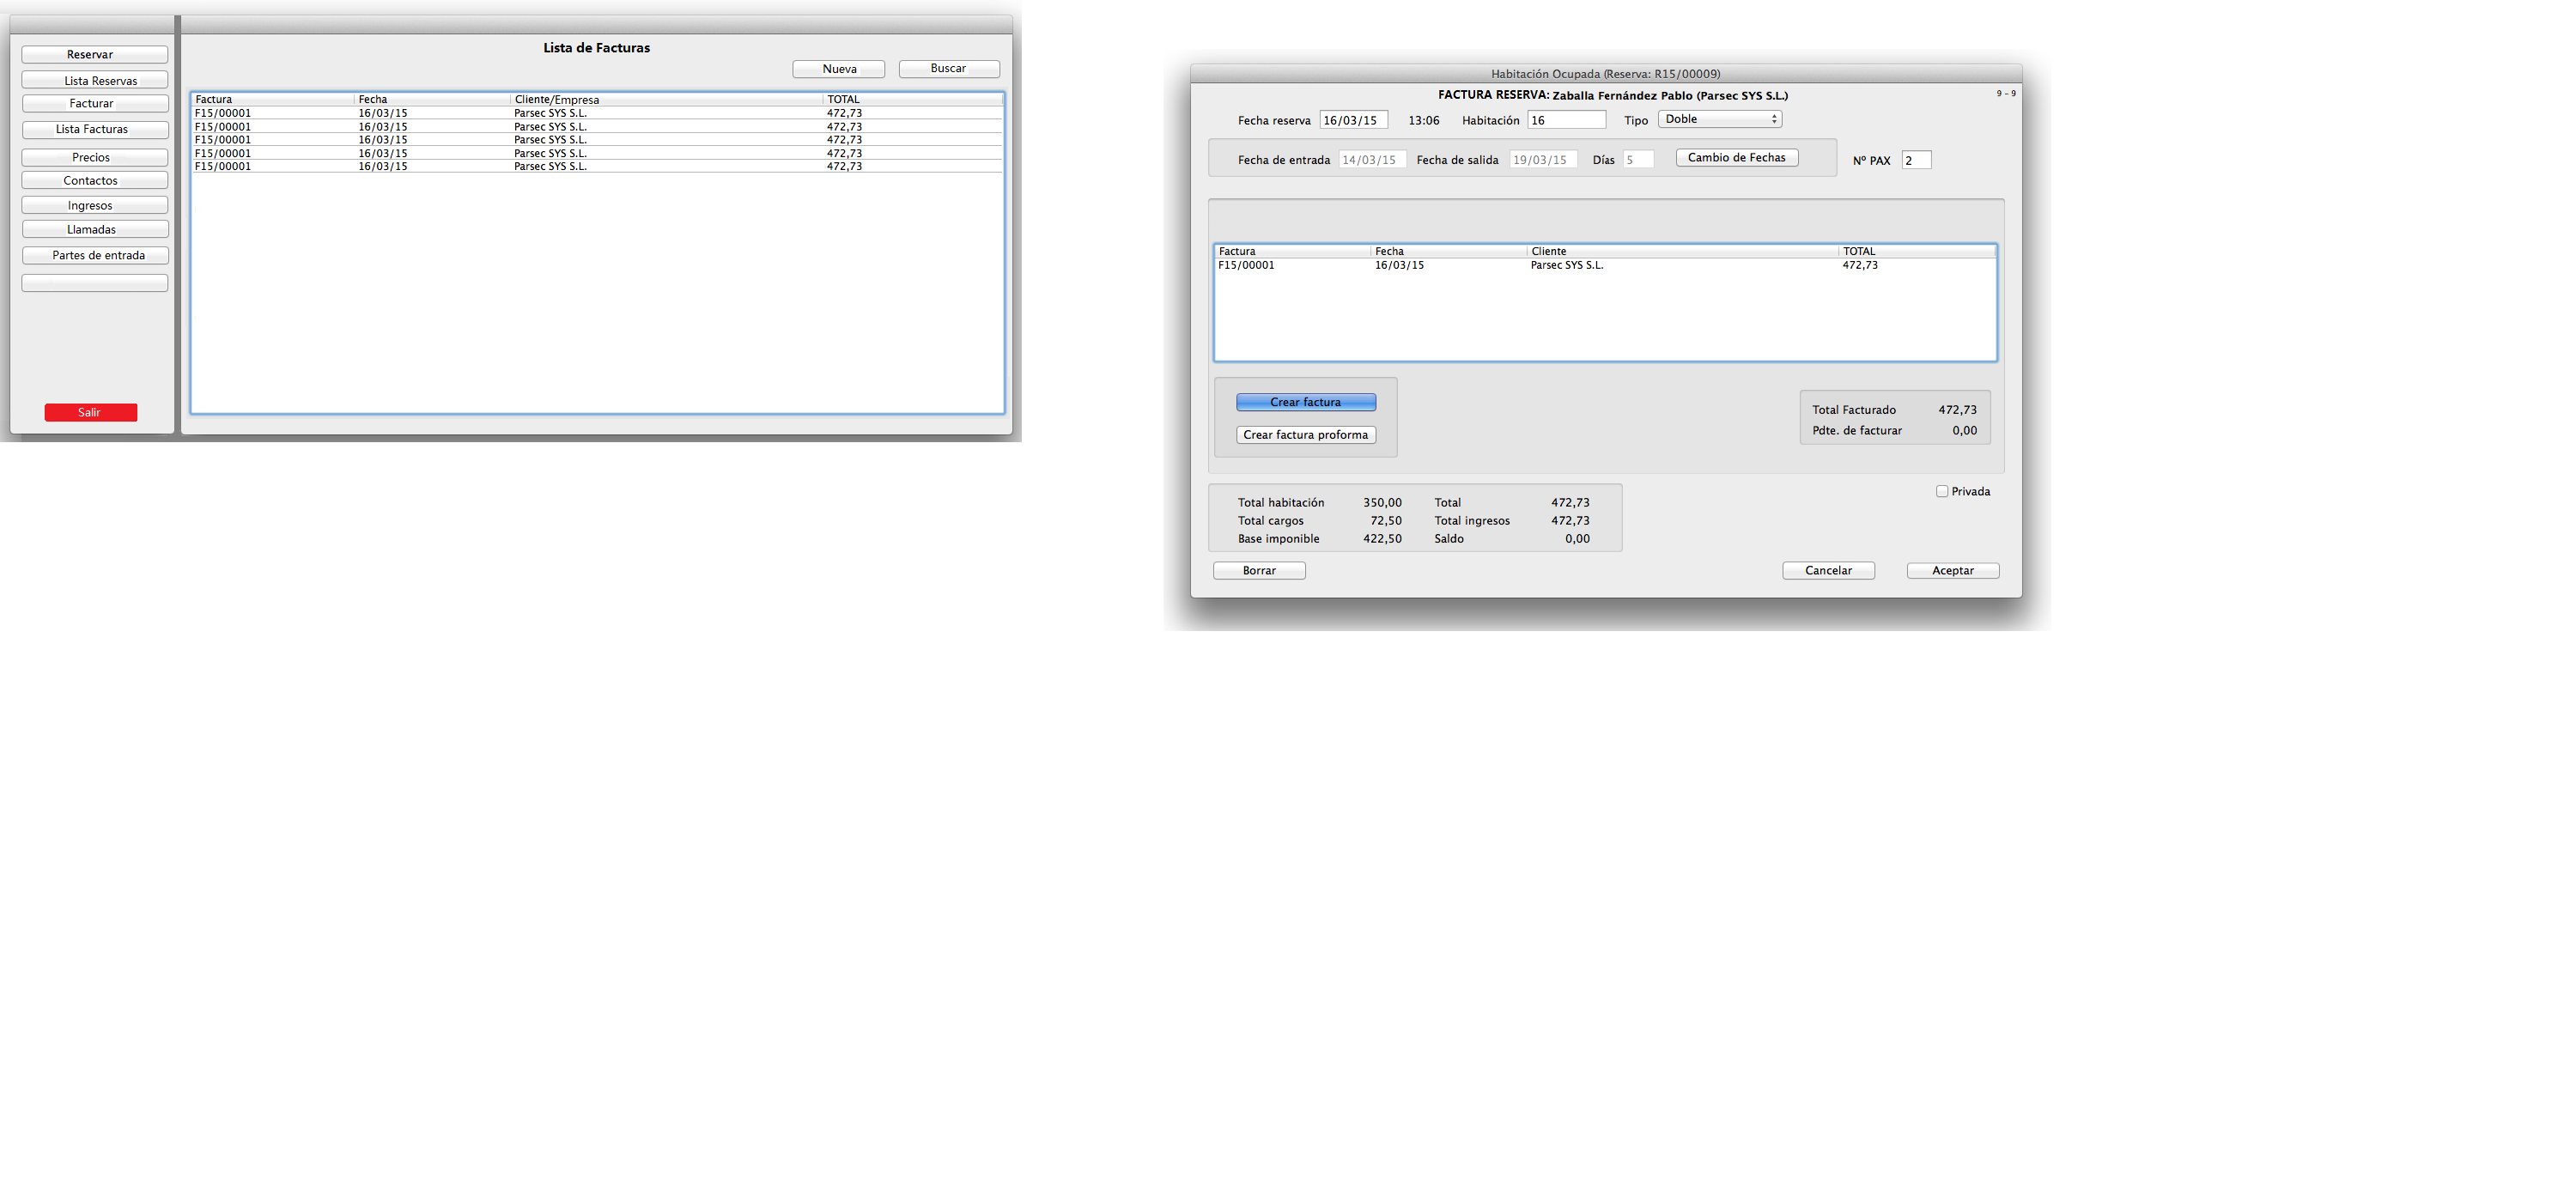 Reservar
Lista Reservas
Facturar
Lista Facturas
Precios
Contactos
Ingresos
Llamadas
Partes de entrada
Salir
Lista de Facturas
Nueva Buscar
Factura Fecha Cliente/Empresa TOTAL
F15/00001 16/03/15 Parsec SYS S.L. 472,73
F15/00001 16/03/15 Parsec SYS S.L. 472,73
F15/00001 16/03/15 Parsec SYS S.L. 472,73
F15/00001 16/03/15 Parsec SYS S.L. 472,73
F15/00001 16/03/15 Parsec SYS S.L. 472,73
Habitación Ocupada (Reserva: R15/00009)
FACTURA RESERVA: Zaballa Fernández Pablo (Parsec SYS S.L.) 9 - 9
Fecha reserva 16/03/15 13:06 Habitación 16 Tipo Doble
Fecha de entrada 14/03/15 Fecha de salida 19/03/15 Días 5 Cambio de Fechas Nº PAX 2
Factura Fecha Cliente TOTAL
F15/00001 16/03/15 Parsec SYS S.L. 472,73
Crear factura
Crear factura proforma
Total Facturado 472,73
Pdte. de facturar 0,00
Privada
Total habitación 350,00 Total 472,73
Total cargos 72,50 Total ingresos 472,73
Base imponible 422,50 Saldo 0,00
Borrar Cancelar Aceptar